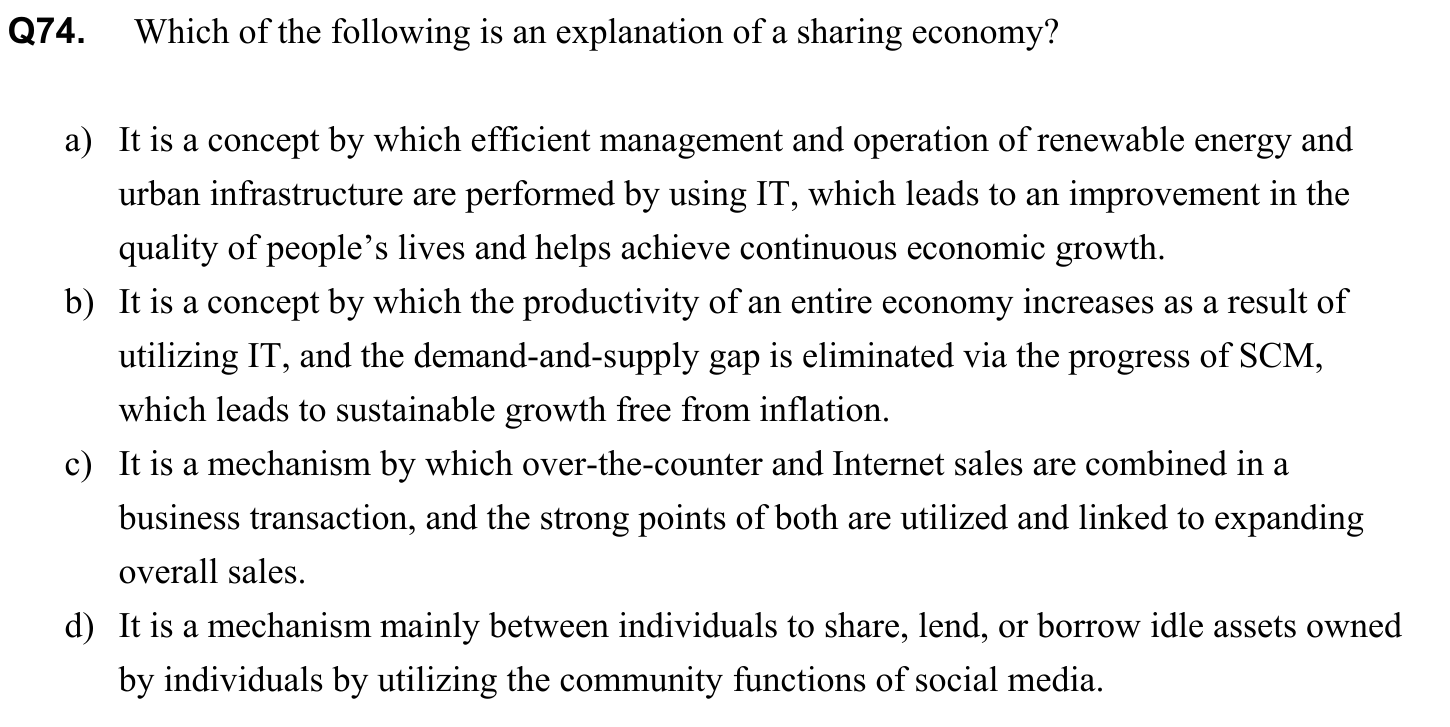 Q74. Which of the following is an explanation of a sharing economy?
a) It is a concept by which efficient management and operation of renewable energy and
urban infrastructure are performed by using IT, which leads to an improvement in the
quality of people’s lives and helps achieve continuous economic growth.
b) It is a concept by which the productivity of an entire economy increases as a result of
utilizing IT, and the demand-and-supply gap is eliminated via the progress of SCM,
which leads to sustainable growth free from inflation.
c) It is a mechanism by which over-the-counter and Internet sales are combined in a
business transaction, and the strong points of both are utilized and linked to expanding
overall sales.
d) It is a mechanism mainly between individuals to share, lend, or borrow idle assets owned
by individuals by utilizing the community functions of social media.